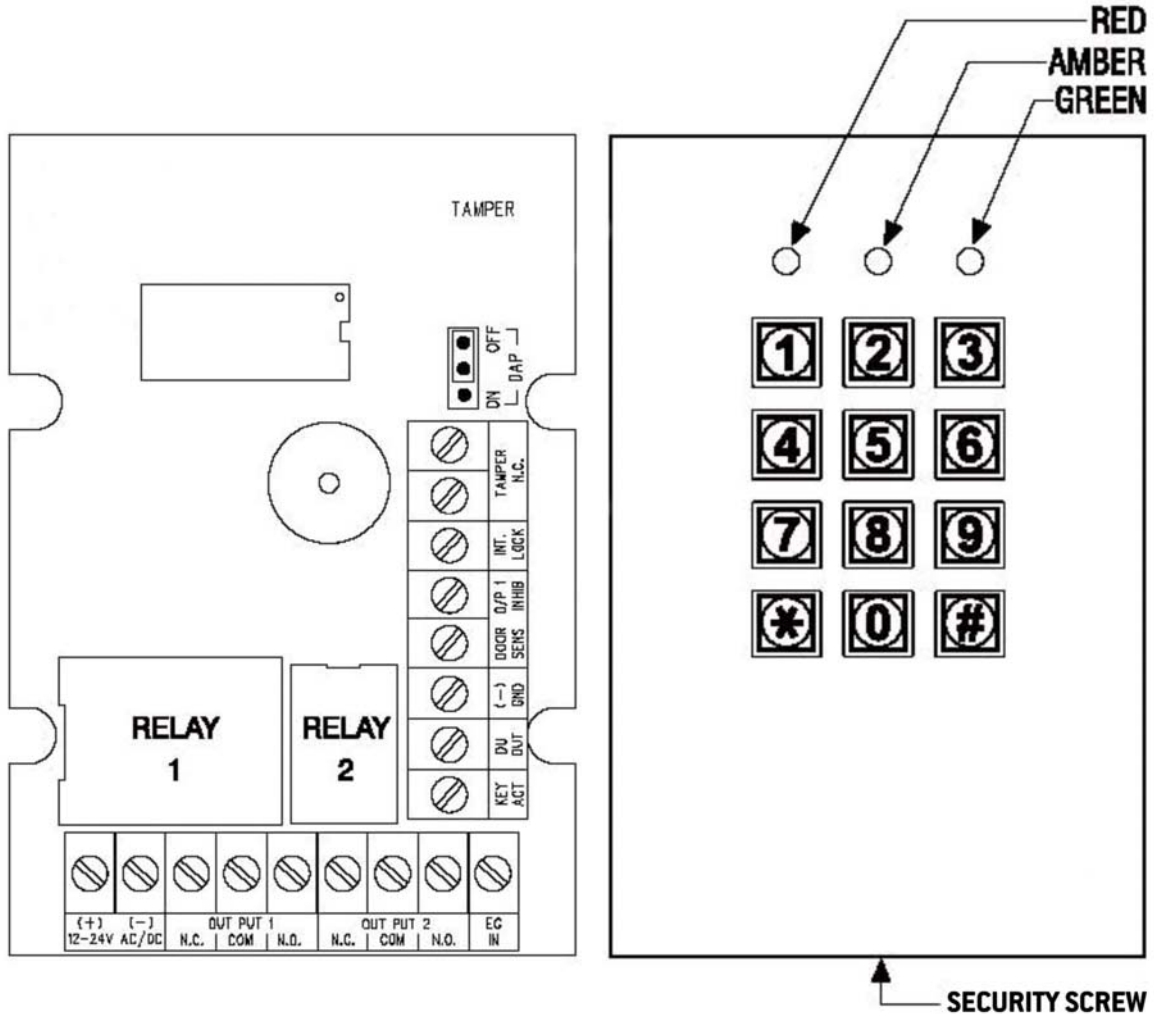 RED
AMBER
GREEN
TAMPER
OFF
ON
DAP
TAMPER
N.C.
INT.
LOCK
O/P 1
INHIB
DOOR
SENS
(-)
GND
DU
OUT
KEY
ACT
RELAY
1
RELAY
2
(+) (-) OUT PUT 1 OUT PUT 2 EG
12-24V AC/DC N.C. | COM | N.O. N.C. | COM | N.O. IN
1 2 3
4 5 6
7 8 9
* 0 #
SECURITY SCREW